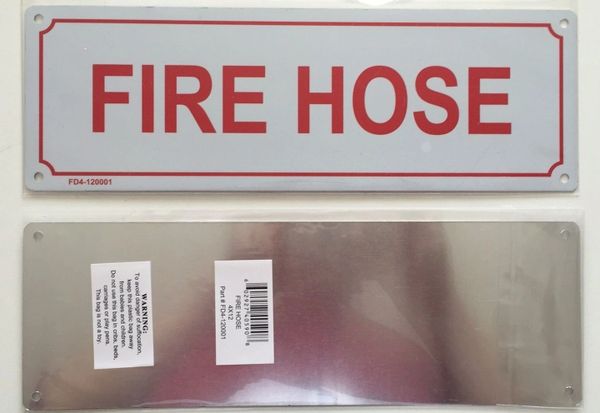 FIRE HOSE
FD4-120001
WARNING:
To avoid danger of suffocation,
keep this plastic bag away
from babies and children.
Do not use this bag in cribs, beds,
carriages or play pens.
This bag is not a toy.
FIRE HOSE
4X12
Part # FD4-120001